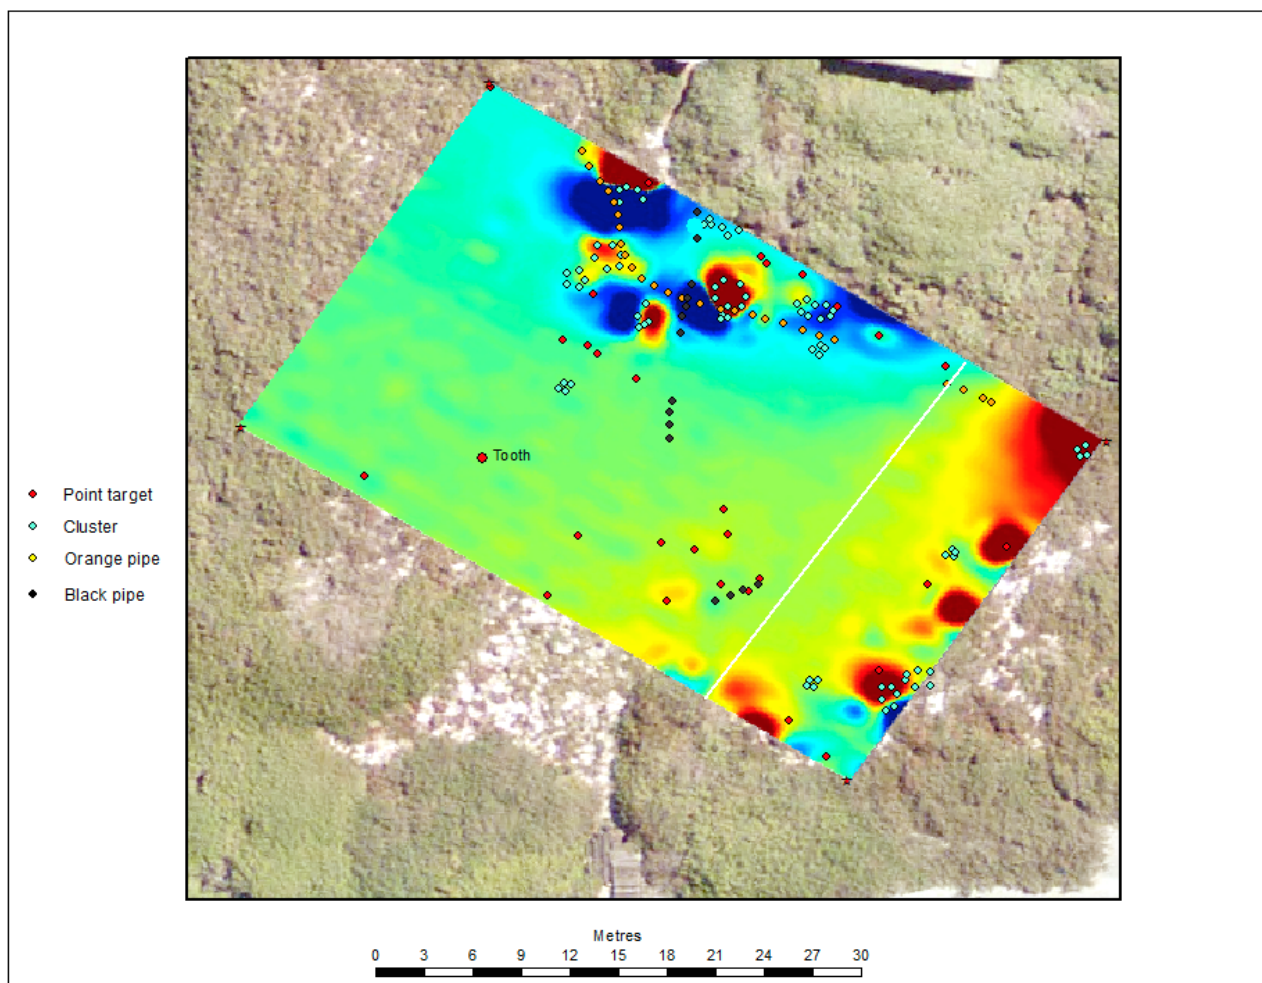 Tooth
Point target
Cluster
Orange pipe
Black pipe
Metres
0 3 6 9 12 15 18 21 24 27 30